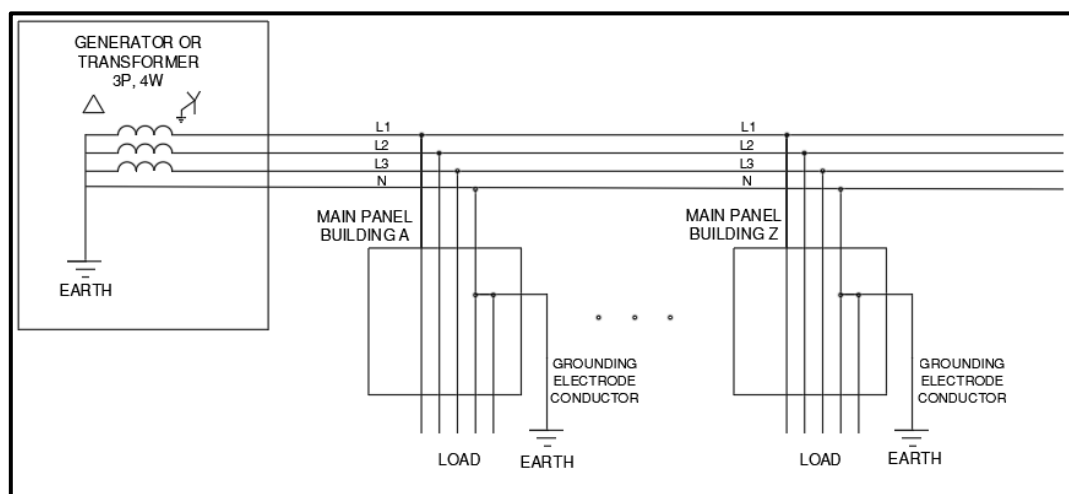 GENERATOR OR
TRANSFORMER
3P, 4W
L1
L2
L3
N
L1
L2
L3
N
EARTH
MAIN PANEL
BUILDING A
MAIN PANEL
BUILDING Z
GROUNDING
ELECTRODE
CONDUCTOR
GROUNDING
ELECTRODE
CONDUCTOR
LOAD
EARTH
LOAD
EARTH